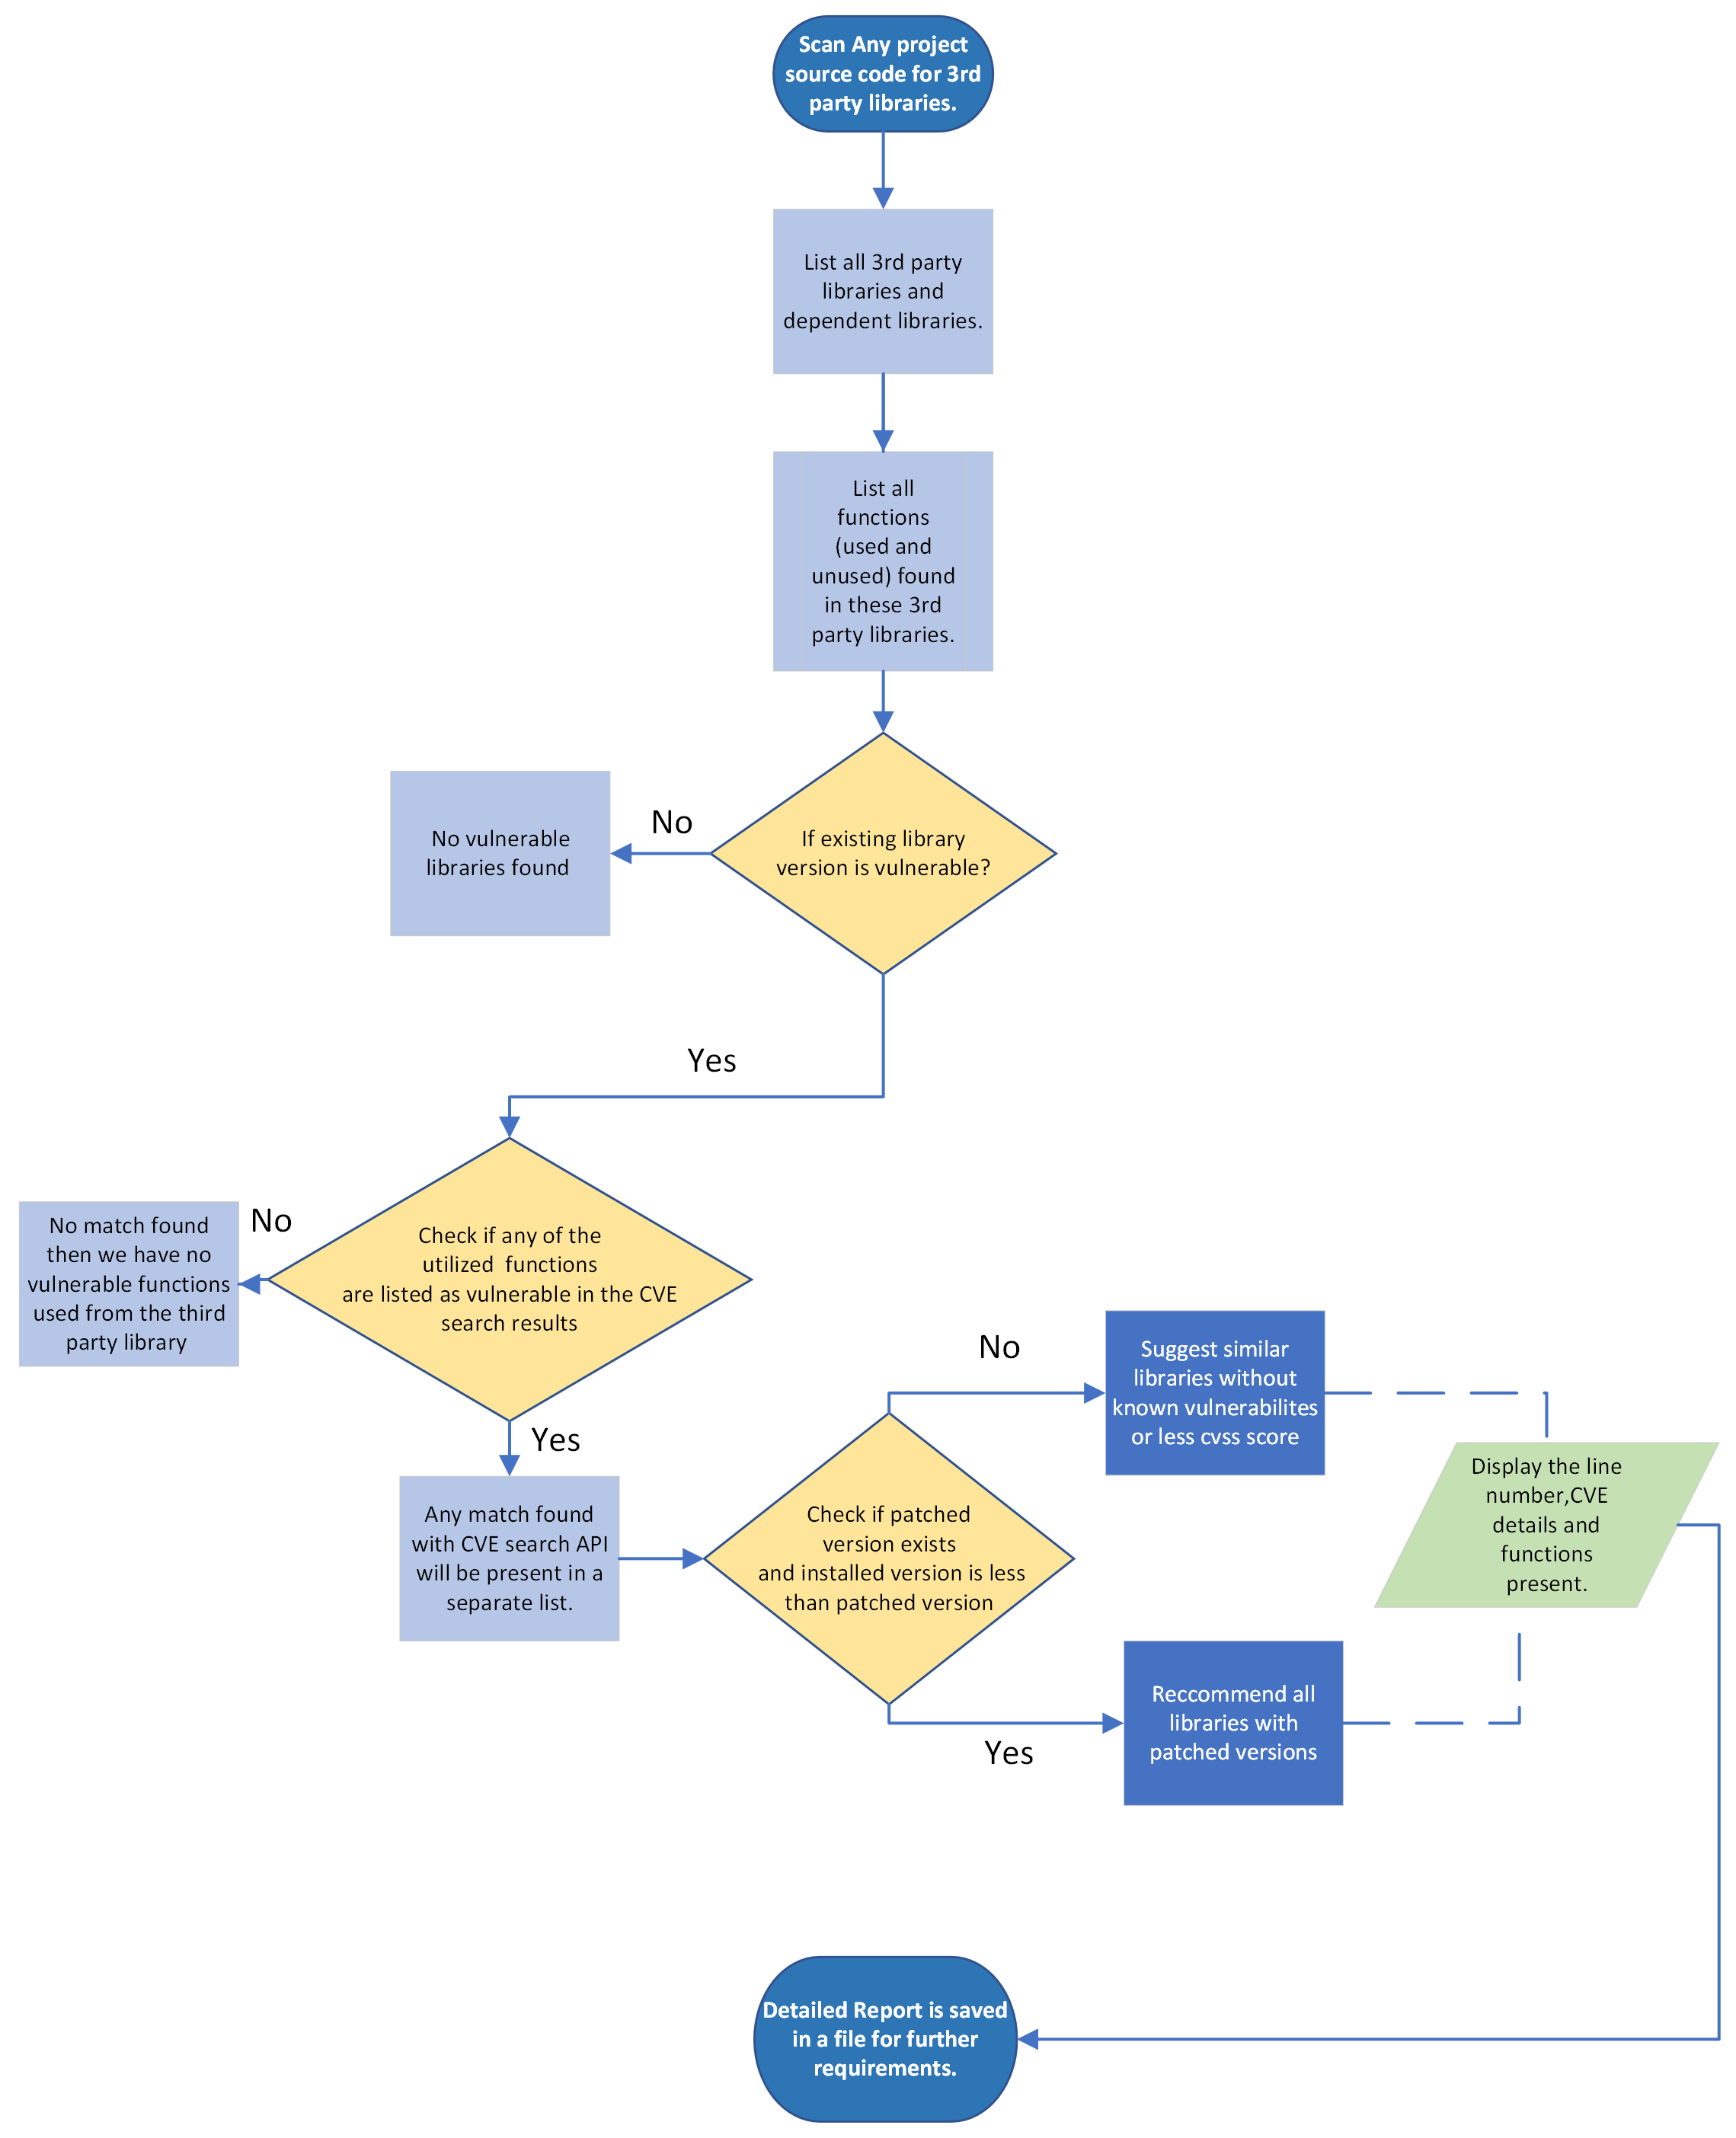 Scan Any project
source code for 3rd
party libraries.
List all 3rd party
libraries and
dependent libraries.
List all
functions
(used and
unused) found
in these 3rd
party libraries.
If existing library
version is vulnerable?
No
No vulnerable
libraries found
Yes
Check if any of the
utilized functions
are listed as vulnerable in the CVE
search results
No
No match found
then we have no
vulnerable functions
used from the third
party library
Yes
Any match found
with CVE search API
will be present in a
separate list.
Check if patched
version exists
and installed version is less
than patched version
No
Suggest similar
libraries without
known vulnerabilites
or less cvss score
Yes
Reccommend all
libraries with
patched versions
Display the line
number,CVE
details and
functions
present.
Detailed Report is saved
in a file for further
requirements.